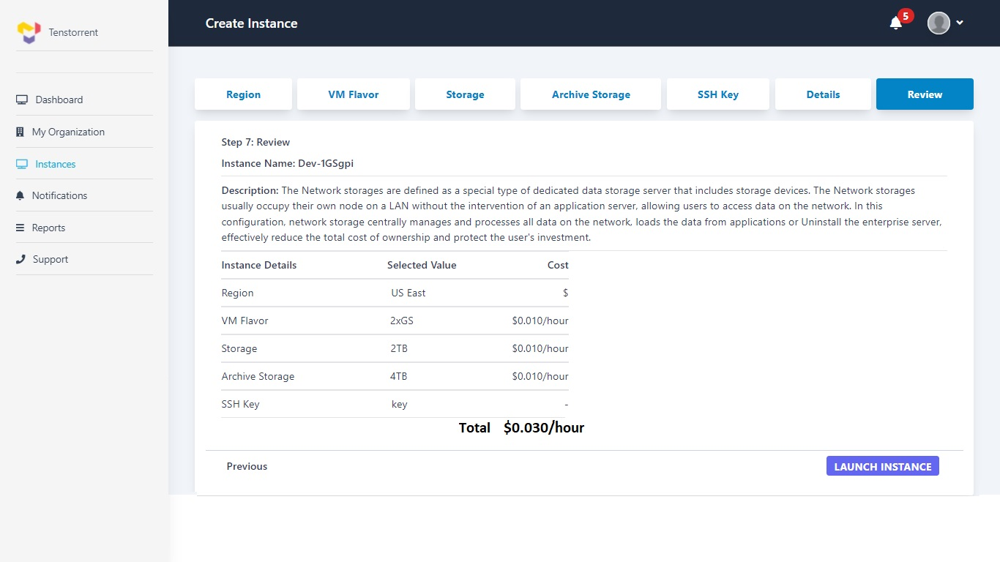 Tenstorrent
Create Instance
5
Dashboard
My Organization
Instances
Notifications
Reports
Support
Region VM Flavor Storage Archive Storage SSH Key Details Review
Step 7: Review
Instance Name: Dev-1GSgpi
Description: The Network storages are defined as a special type of dedicated data storage server that includes storage devices. The Network storages
usually occupy their own node on a LAN without the intervention of an application server, allowing users to access data on the network. In this
configuration, network storage centrally manages and processes all data on the network, loads the data from applications or Uninstall the enterprise server,
effectively reduce the total cost of ownership and protect the user's investment.
Instance Details Selected Value Cost
Region US East $
VM Flavor 2xGS $0.010/hour
Storage 2TB $0.010/hour
Archive Storage 4TB $0.010/hour
SSH Key key -
Total $0.030/hour
Previous LAUNCH INSTANCE